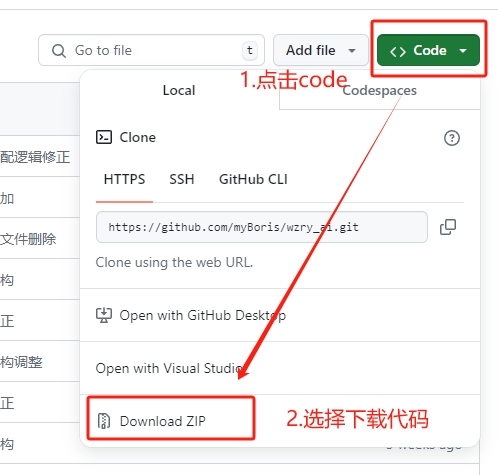 Go to file
t
Add file
Code
1.点击code
Local
Codespaces
配逻辑修正
Clone
HTTPS
SSH
GitHub CLI
加
https://github.com/myBoris/wzry_ai.git
文件删除
Clone using the web URL.
构
Open with GitHub Desktop
正
构调整
Open with Visual Studio
正
Download ZIP
2.选择下载代码
构
3 weeks ago